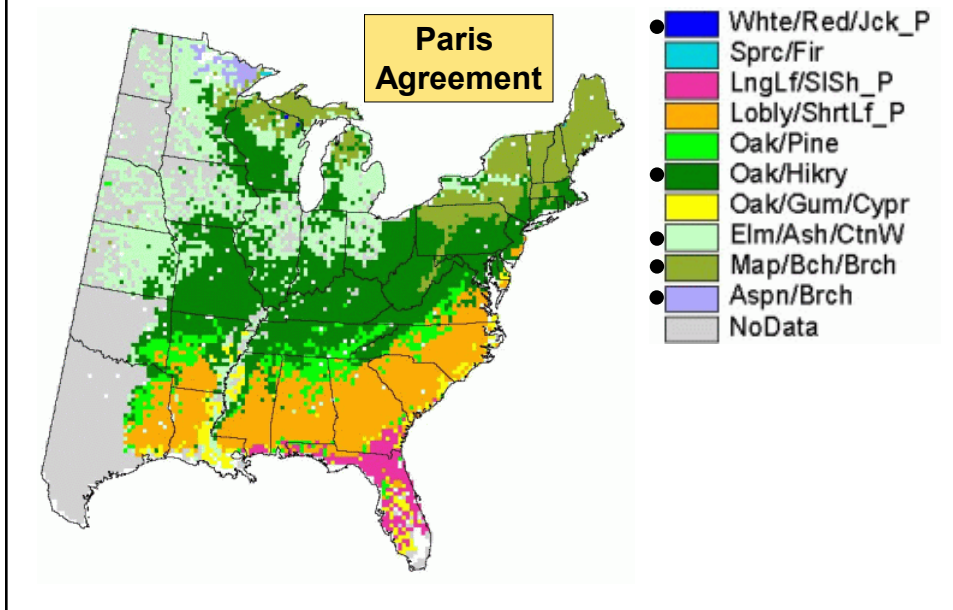 Paris
Agreement
Whte/Red/Jck_P
Sprc/Fir
LngLf/SlSh_P
Lobly/ShrtLf_P
Oak/Pine
Oak/Hikry
Oak/Gum/Cypr
Elm/Ash/CtnW
Map/Bch/Brch
Aspn/Brch
NoData